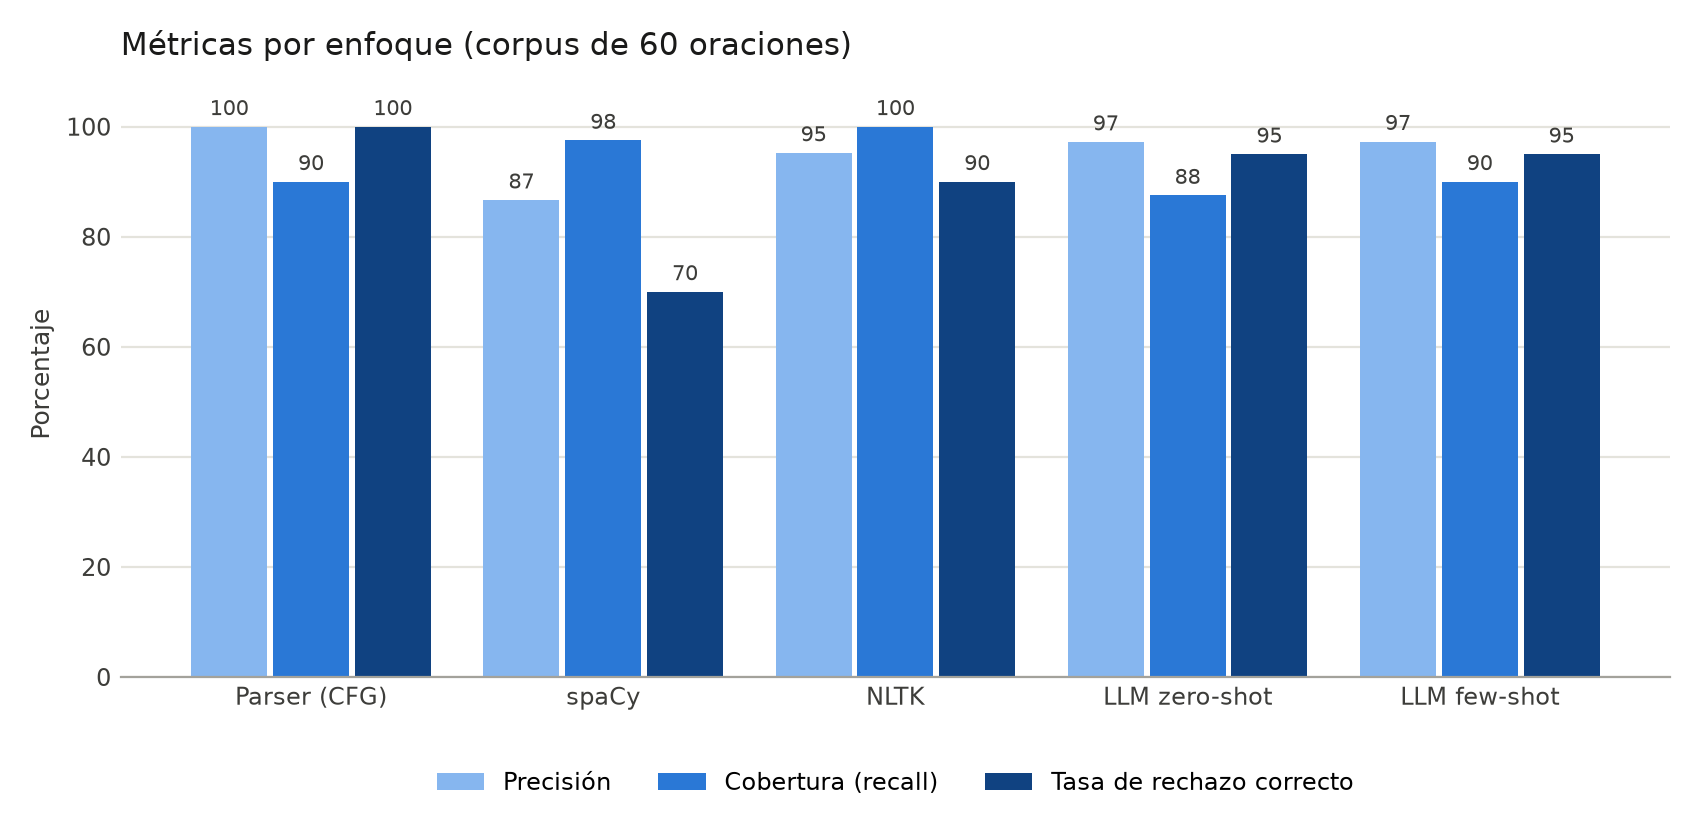 Métricas por enfoque (corpus de 60 oraciones)
Porcentaje
100
80
60
40
20
0
100 90 100
87 98 70
95 100 90
97 88 95
97 90 95
Parser (CFG) spaCy NLTK LLM zero-shot LLM few-shot
Precisión Cobertura (recall) Tasa de rechazo correcto